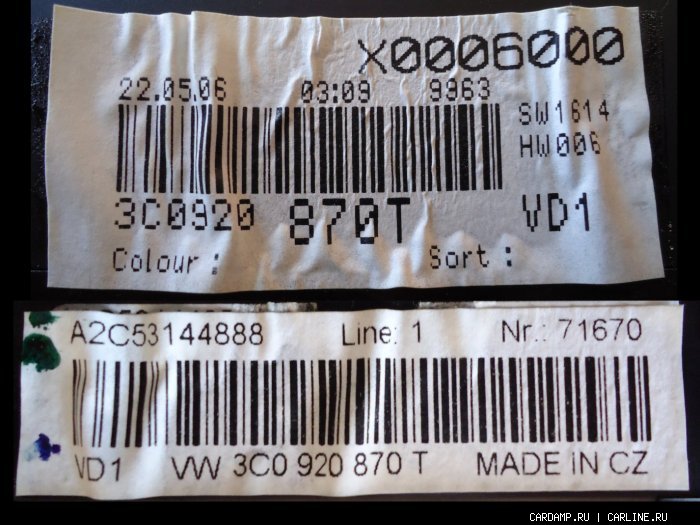 X0006000
22.05.06 03:09 9963
SW1614
HW006
3C0920 870T VD1
Colour : Sort :
A2C53144888 Line: 1 Nr.: 71670
VD1 VW 3C0 920 870 T MADE IN CZ
CARDAMP.RU | CARLINE.RU